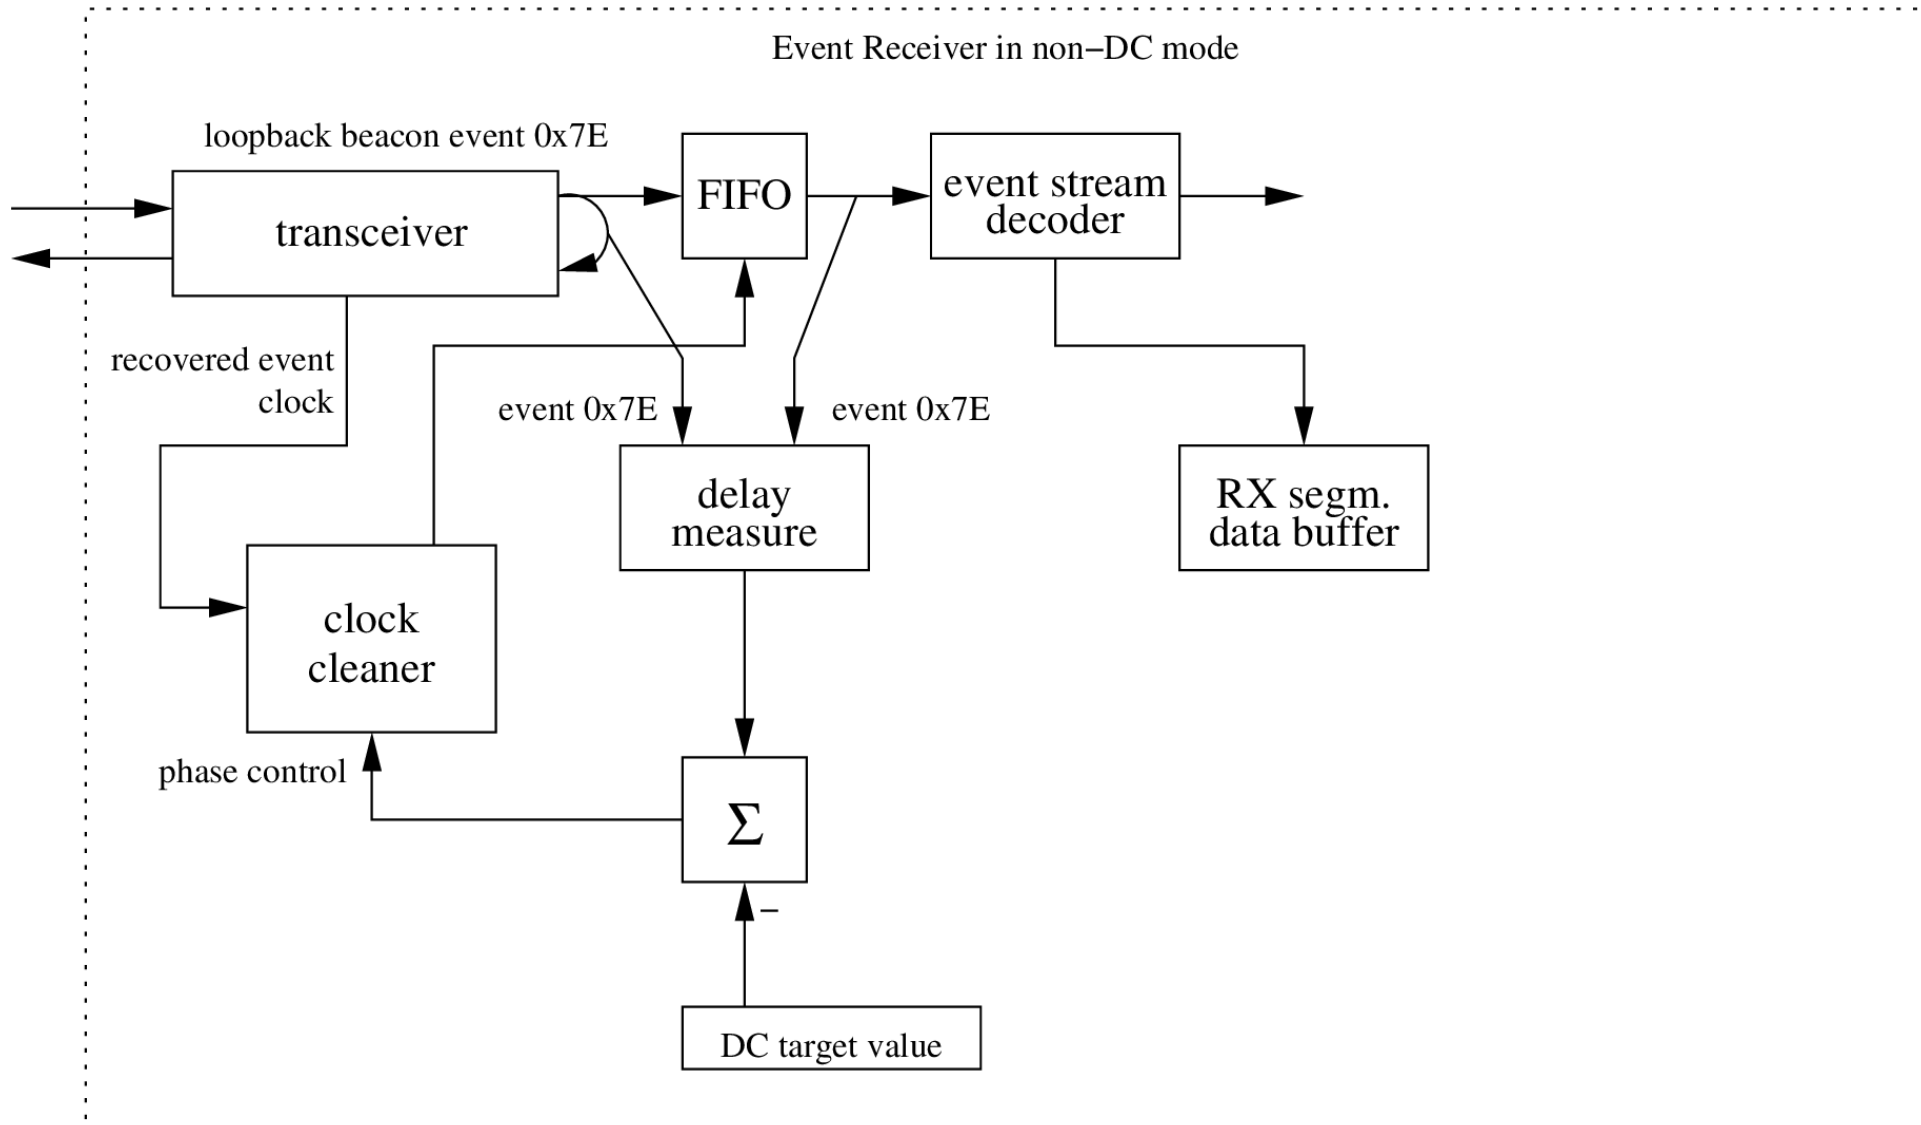 Event Receiver in non−DC mode
loopback beacon event 0x7E
transceiver
FIFO
event stream
decoder
recovered event
clock
event 0x7E
event 0x7E
delay
measure
RX segm.
data buffer
clock
cleaner
phase control
Σ
−
DC target value